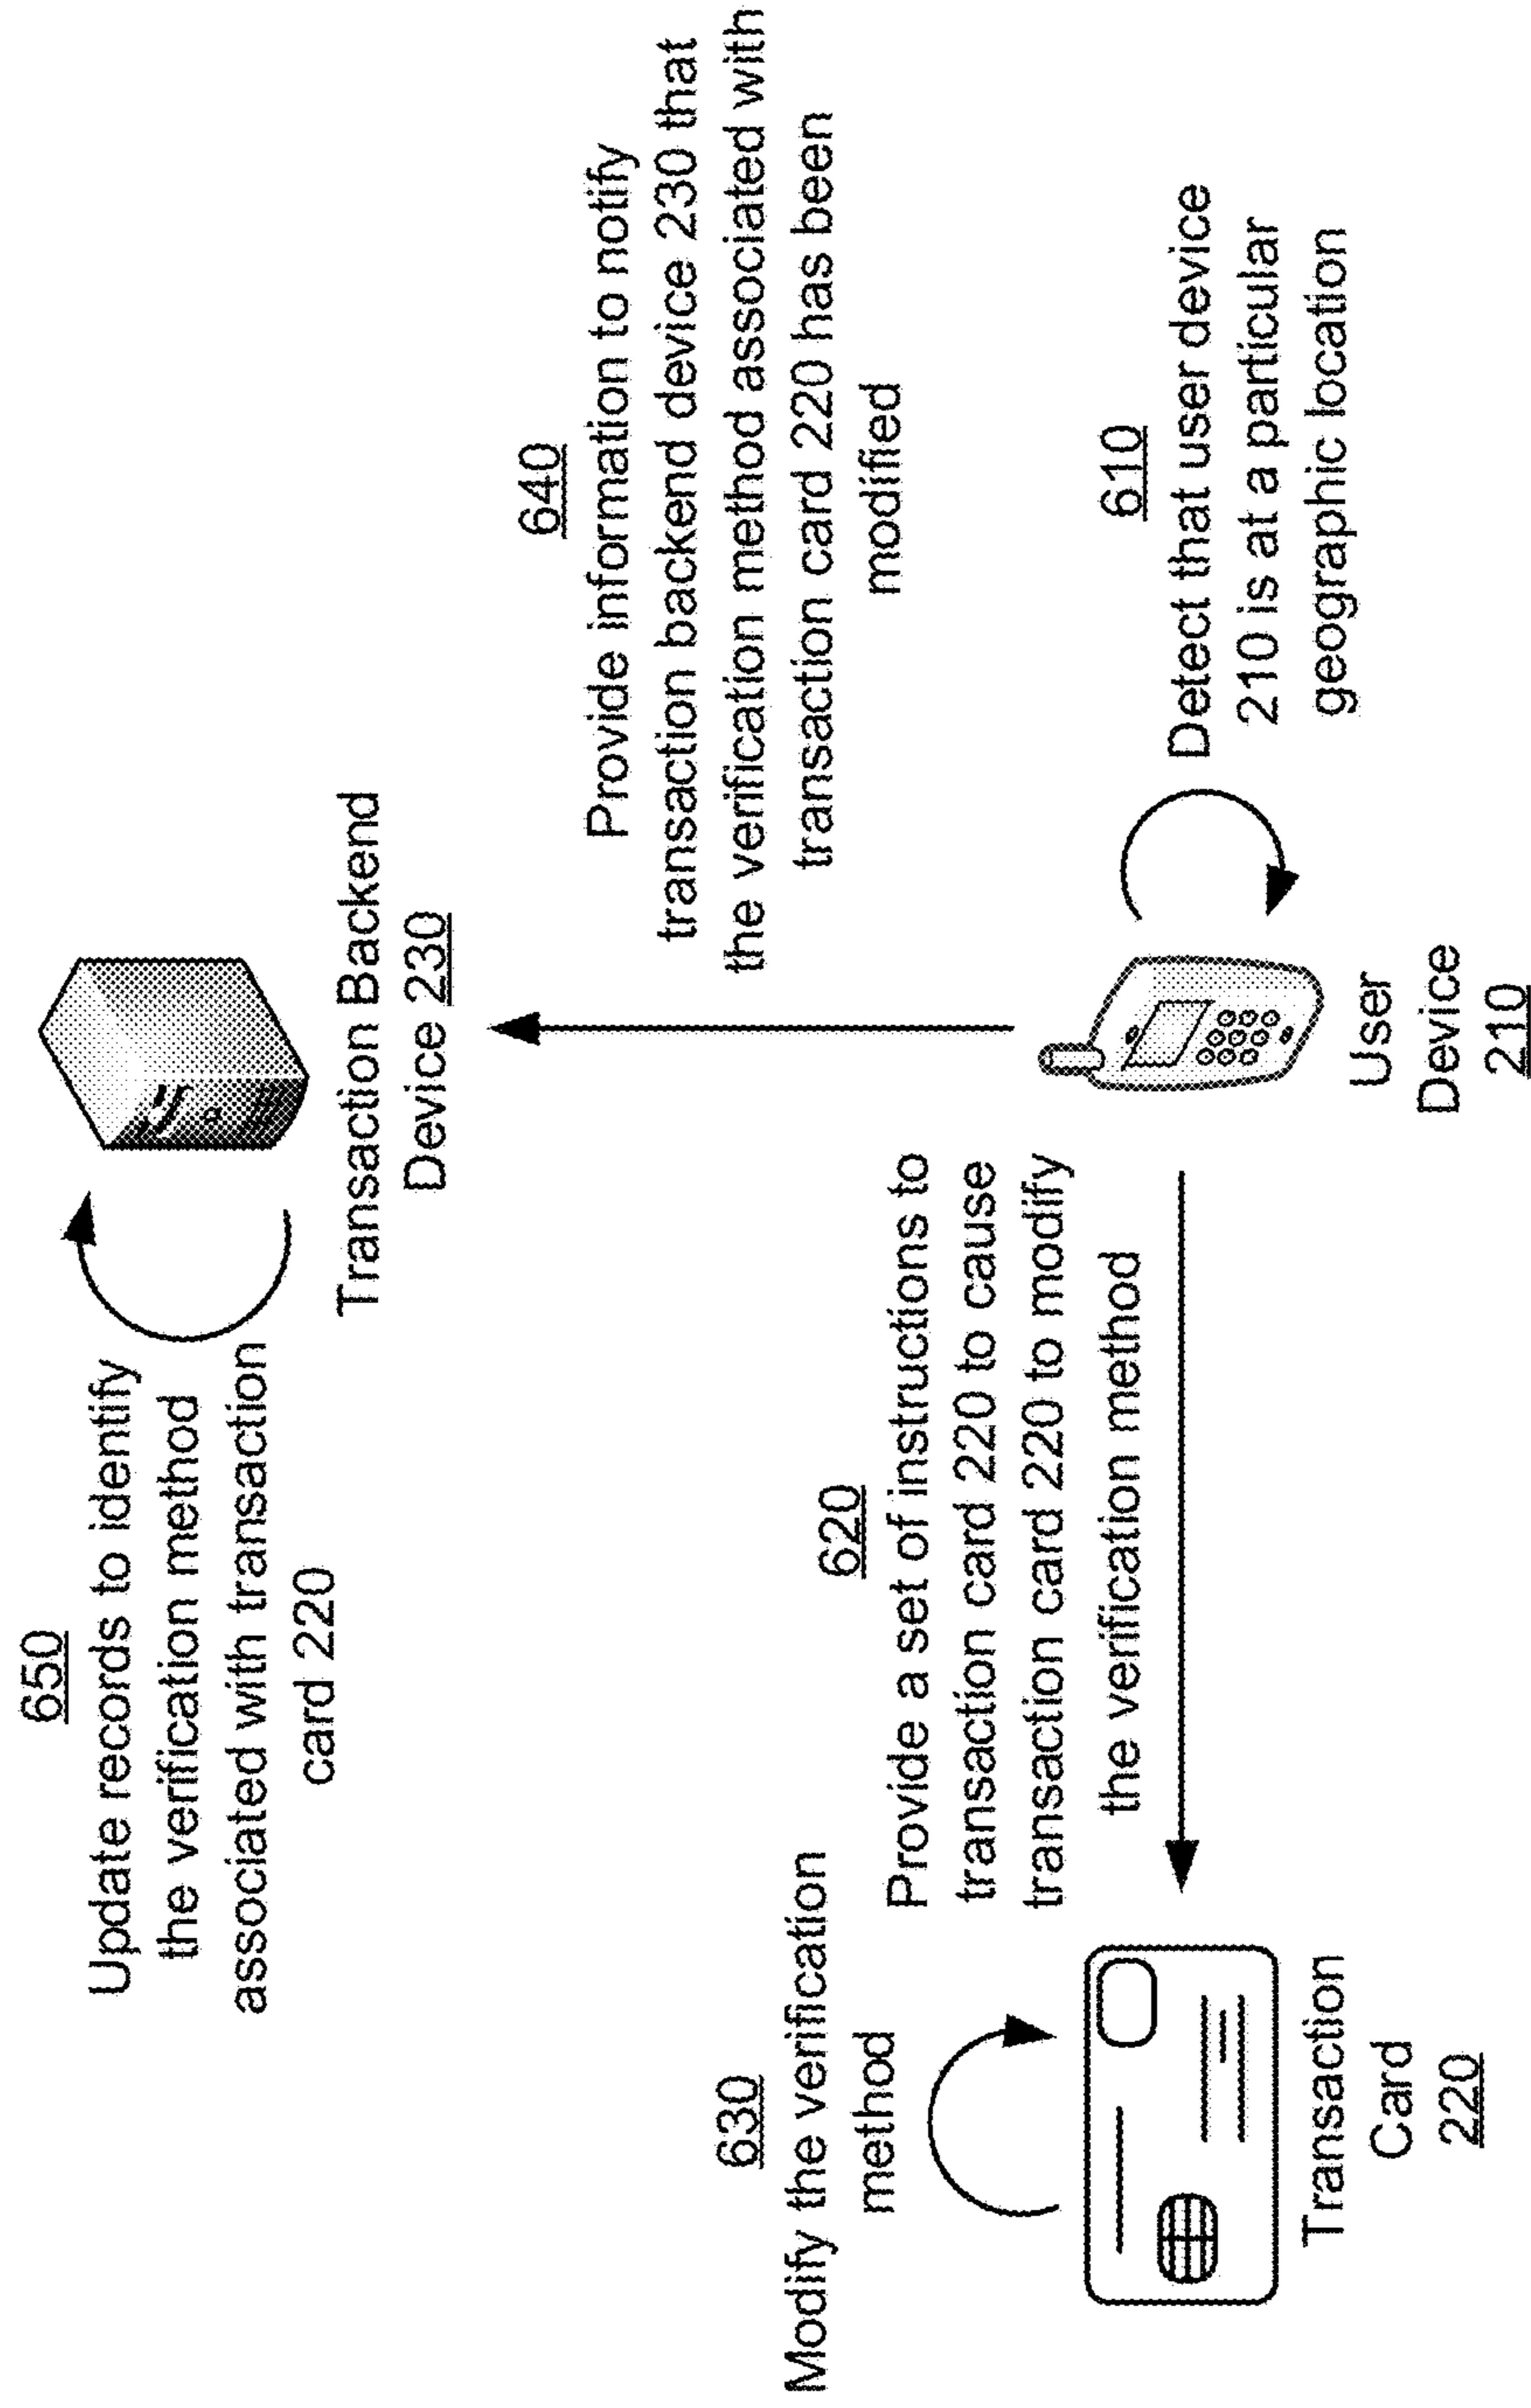 650
Update records to identify
the verification method
associated with transaction
card 220
Transaction Backend
Device 230
640
Provide information to notify
transaction backend device 230 that
the verification method associated with
transaction card 220 has been
modified
630
Modify the verification
method
620
Provide a set of instructions to
transaction card 220 to cause
transaction card 220 to modify
the verification method
610
Detect that user device
210 is at a particular
geographic location
Transaction
Card
220
User
Device
210